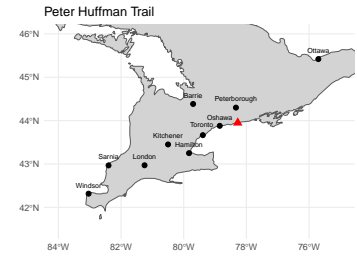 Peter Huffman Trail
46°N
Ottawa
45°N
Barrie
Peterborough
44°N
Oshawa
Toronto
Kitchener
Hamilton
43°N
Sarnia
London
Windsor
42°N
84°W
82°W
80°W
78°W
76°W